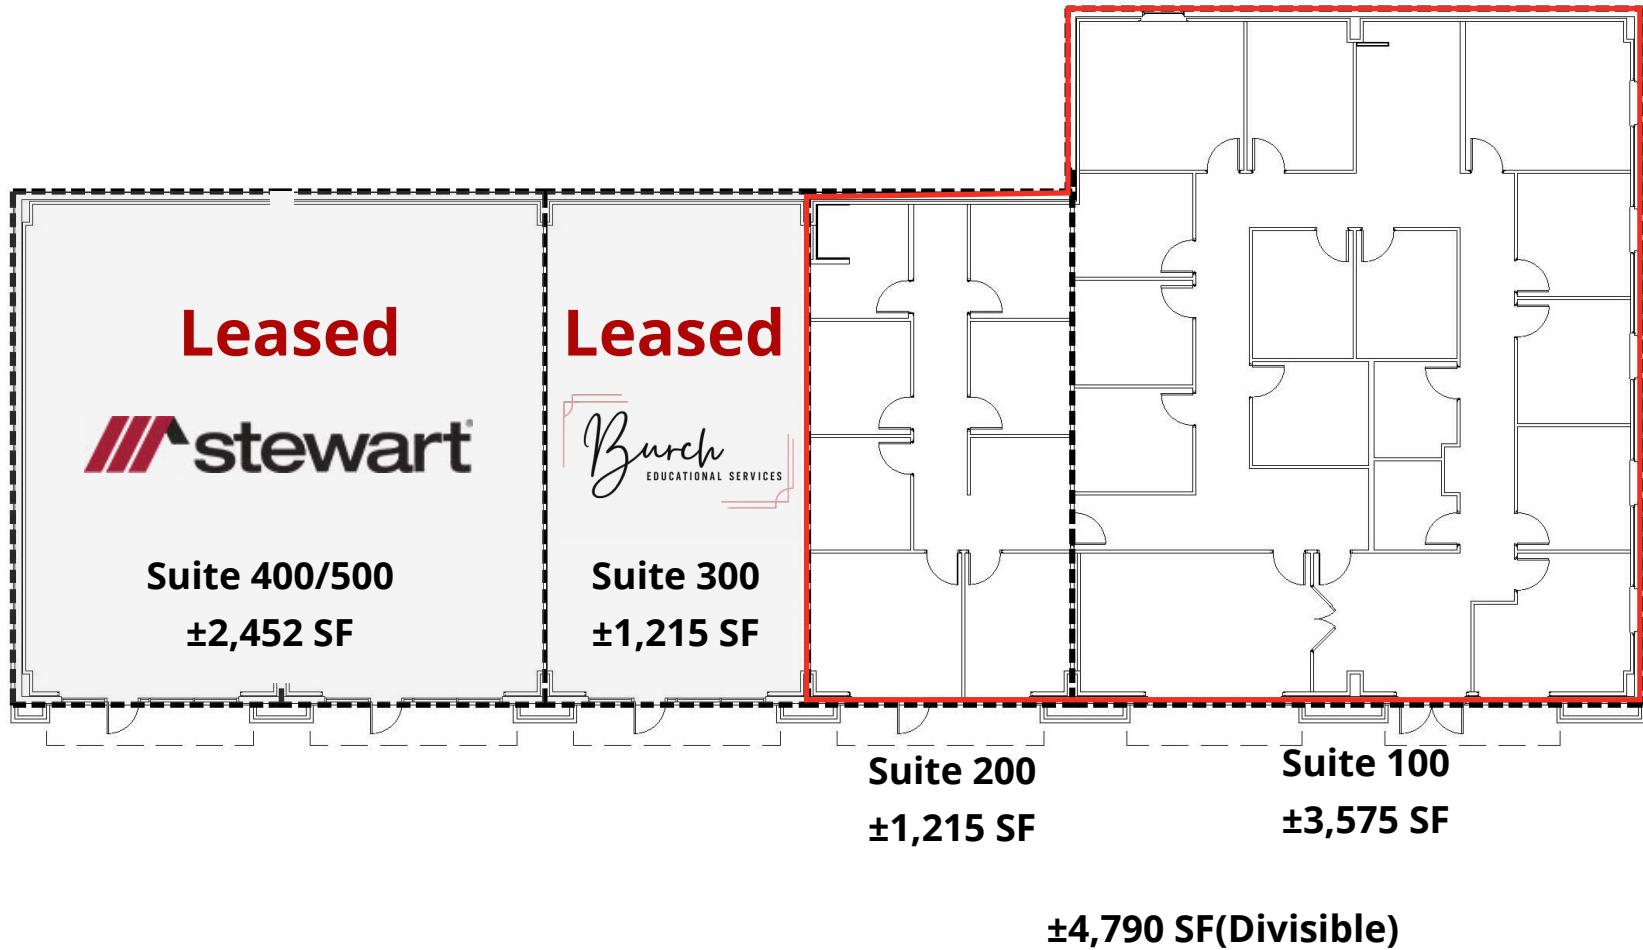 Leased
stewart
Suite 400/500
±2,452 SF
Leased
Burch
EDUCATIONAL SERVICES
Suite 300
±1,215 SF
Suite 200
±1,215 SF
Suite 100
±3,575 SF
±4,790 SF(Divisible)